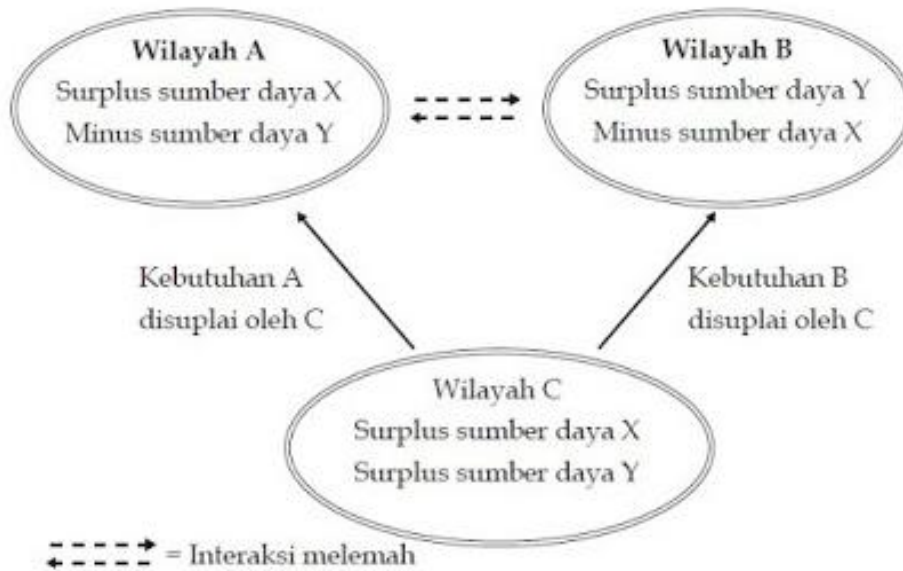 Wilayah A
Surplus sumber daya X
Minus sumber daya Y
Wilayah B
Surplus sumber daya Y
Minus sumber daya X
Kebutuhan A
disuplai oleh C
Kebutuhan B
disuplai oleh C
Wilayah C
Surplus sumber daya X
Surplus sumber daya Y
= Interaksi melemah